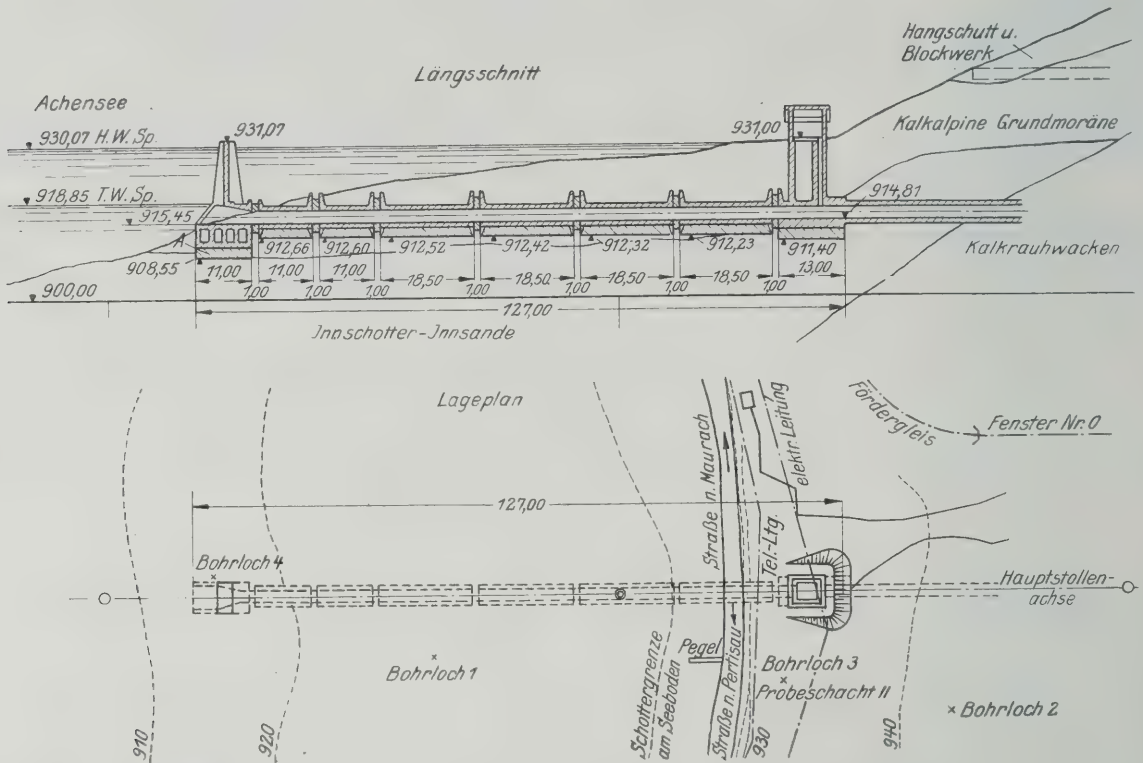 Längsschnitt
Hangschutt u.
Blockwerk
Achensee
930,07 H.W.Sp.
931,07
931,00
Kalkalpine Grundmoräne
918,85 T.W.Sp.
915,45
914,81
A
912,66
912,60
912,52
912,42
912,32
912,23
911,40
Kalkrauhwacken
908,55
11,00
11,00
11,00
18,50
18,50
18,50
18,50
13,00
1,00
1,00
1,00
1,00
1,00
1,00
1,00
900,00
127,00
Innschotter-Innsande
Lageplan
Straße n. Maurach
elektr. Leitung
Fördergleis
Fenster Nr. 0
127,00
Tel.-Ltg.
Bohrloch 4
Hauptstollen-
achse
Pegel
Bohrloch 1
Bohrloch 3
Probeschacht II
Bohrloch 2
Schottergrenze
am Seeboden
Straße n. Pertisau
910
920
930
940